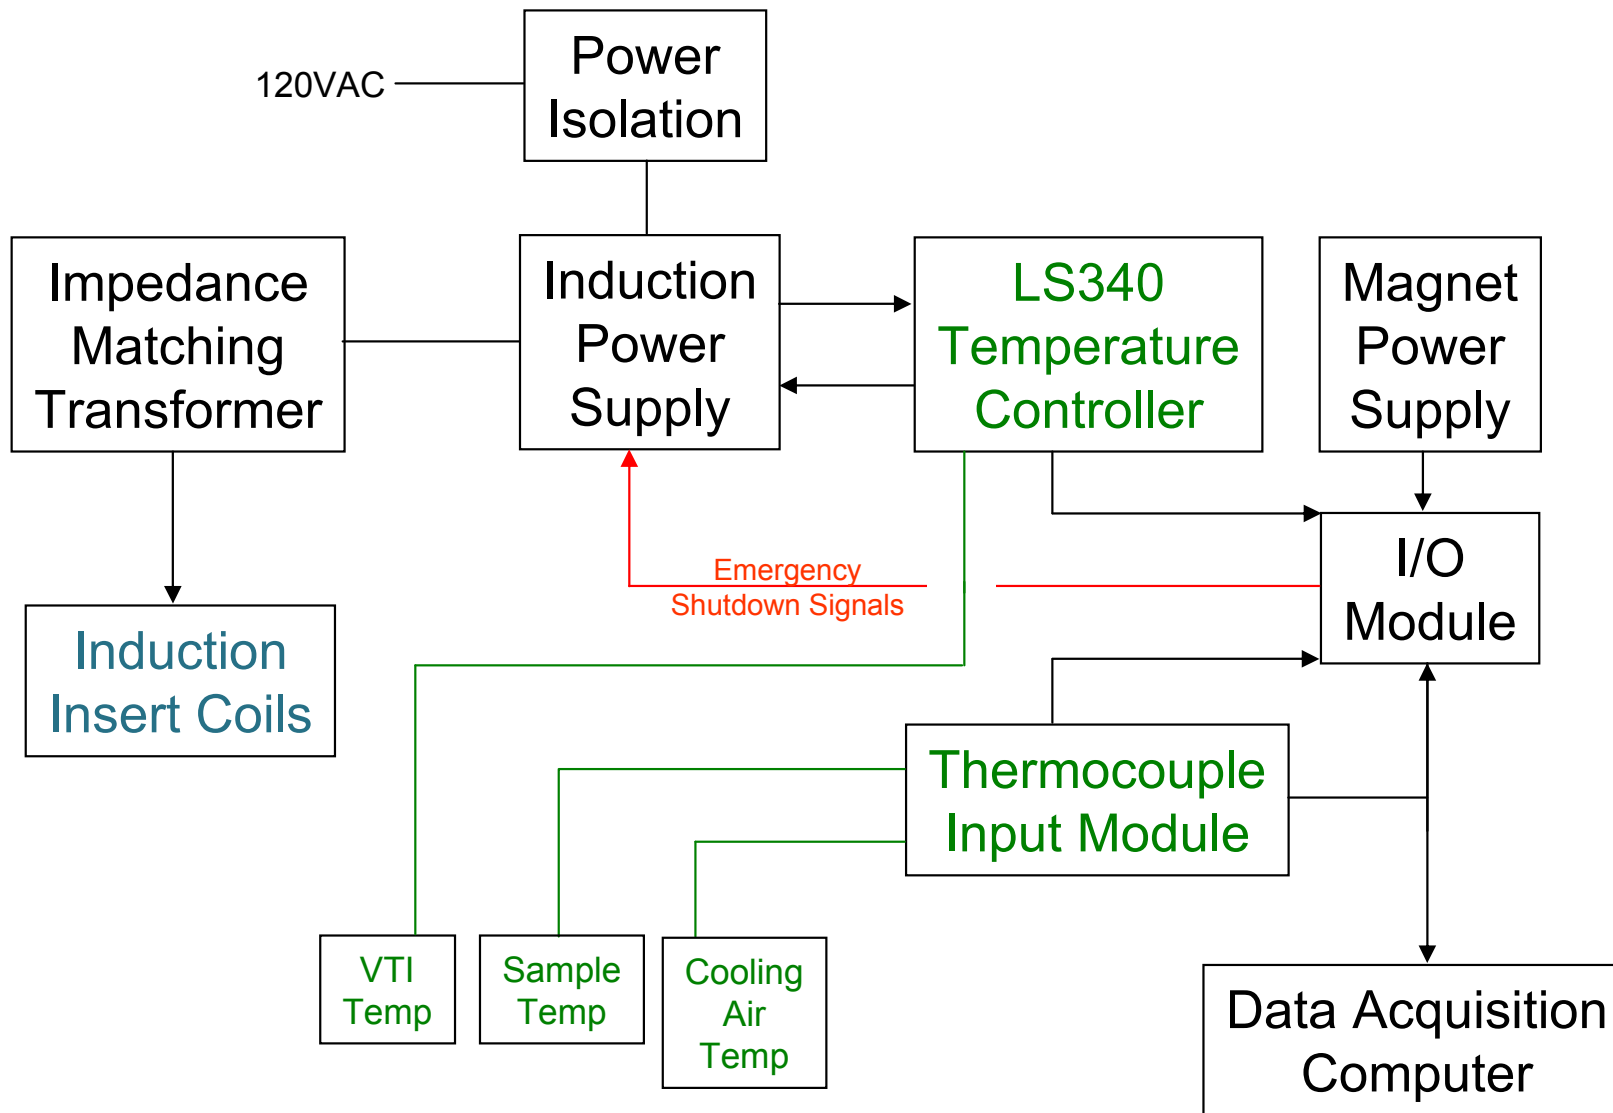 Power
Isolation
120VAC
Impedance
Matching
Transformer
Induction
Power
Supply
LS340
Temperature
Controller
Magnet
Power
Supply
Emergency
Shutdown Signals
I/O
Module
Induction
Insert Coils
Thermocouple
Input Module
VTI
Temp
Sample
Temp
Cooling
Air
Temp
Data Acquisition
Computer